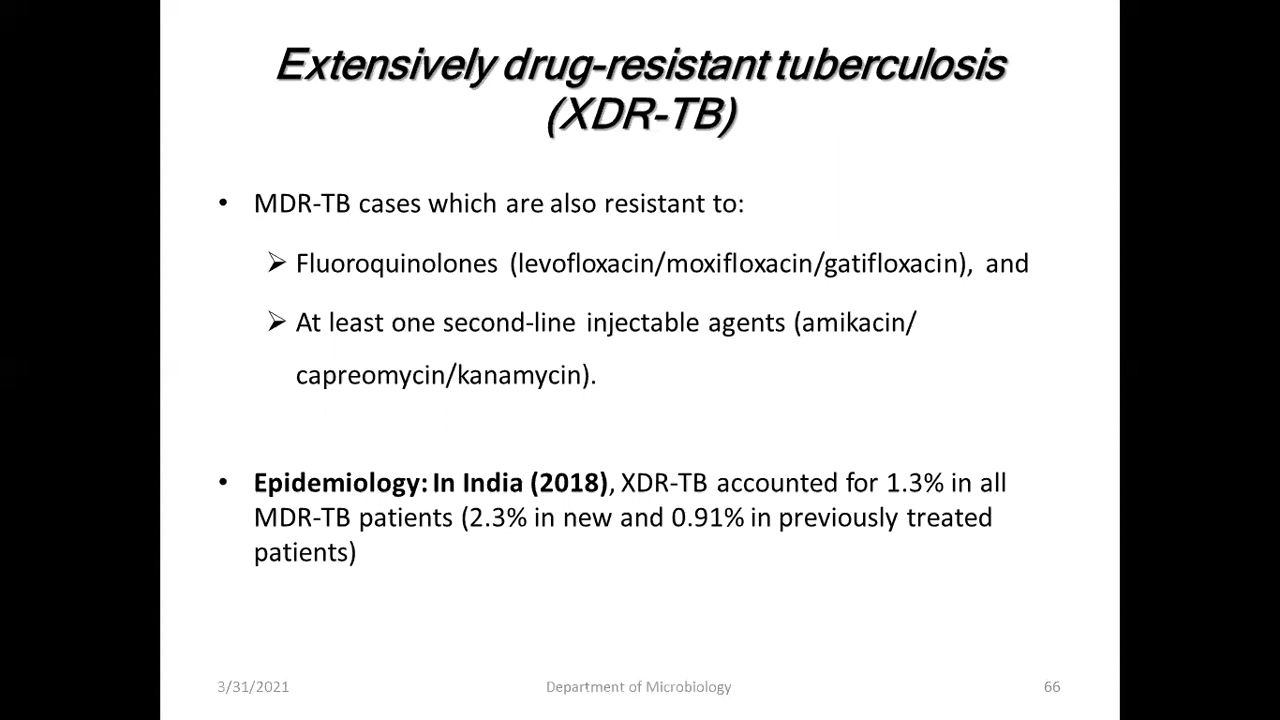 Extensively drug-resistant tuberculosis
(XDR-TB)
• MDR-TB cases which are also resistant to:
➢ Fluoroquinolones (levofloxacin/moxifloxacin/gatifloxacin), and
➢ At least one second-line injectable agents (amikacin/
capreomycin/kanamycin).
• Epidemiology: In India (2018), XDR-TB accounted for 1.3% in all
MDR-TB patients (2.3% in new and 0.91% in previously treated
patients)
3/31/2021
Department of Microbiology
66